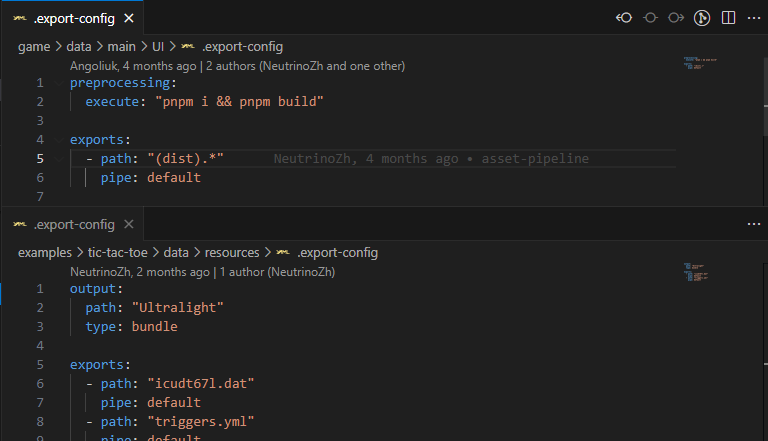 .export-config
game > data > main > UI > .export-config
Angoliuk, 4 months ago | 2 authors (NeutrinoZh and one other)
1 preprocessing:
2 execute: "pnpm i && pnpm build"
3
4 exports:
5 - path: "(dist).*" NeutrinoZh, 4 months ago • asset-pipeline
6 pipe: default
7
.export-config
examples > tic-tac-toe > data > resources > .export-config
NeutrinoZh, 2 months ago | 1 author (NeutrinoZh)
1 output:
2 path: "Ultralight"
3 type: bundle
4
5 exports:
6 - path: "icudt67l.dat"
7 pipe: default
8 - path: "triggers.yml"
9 pipe: default